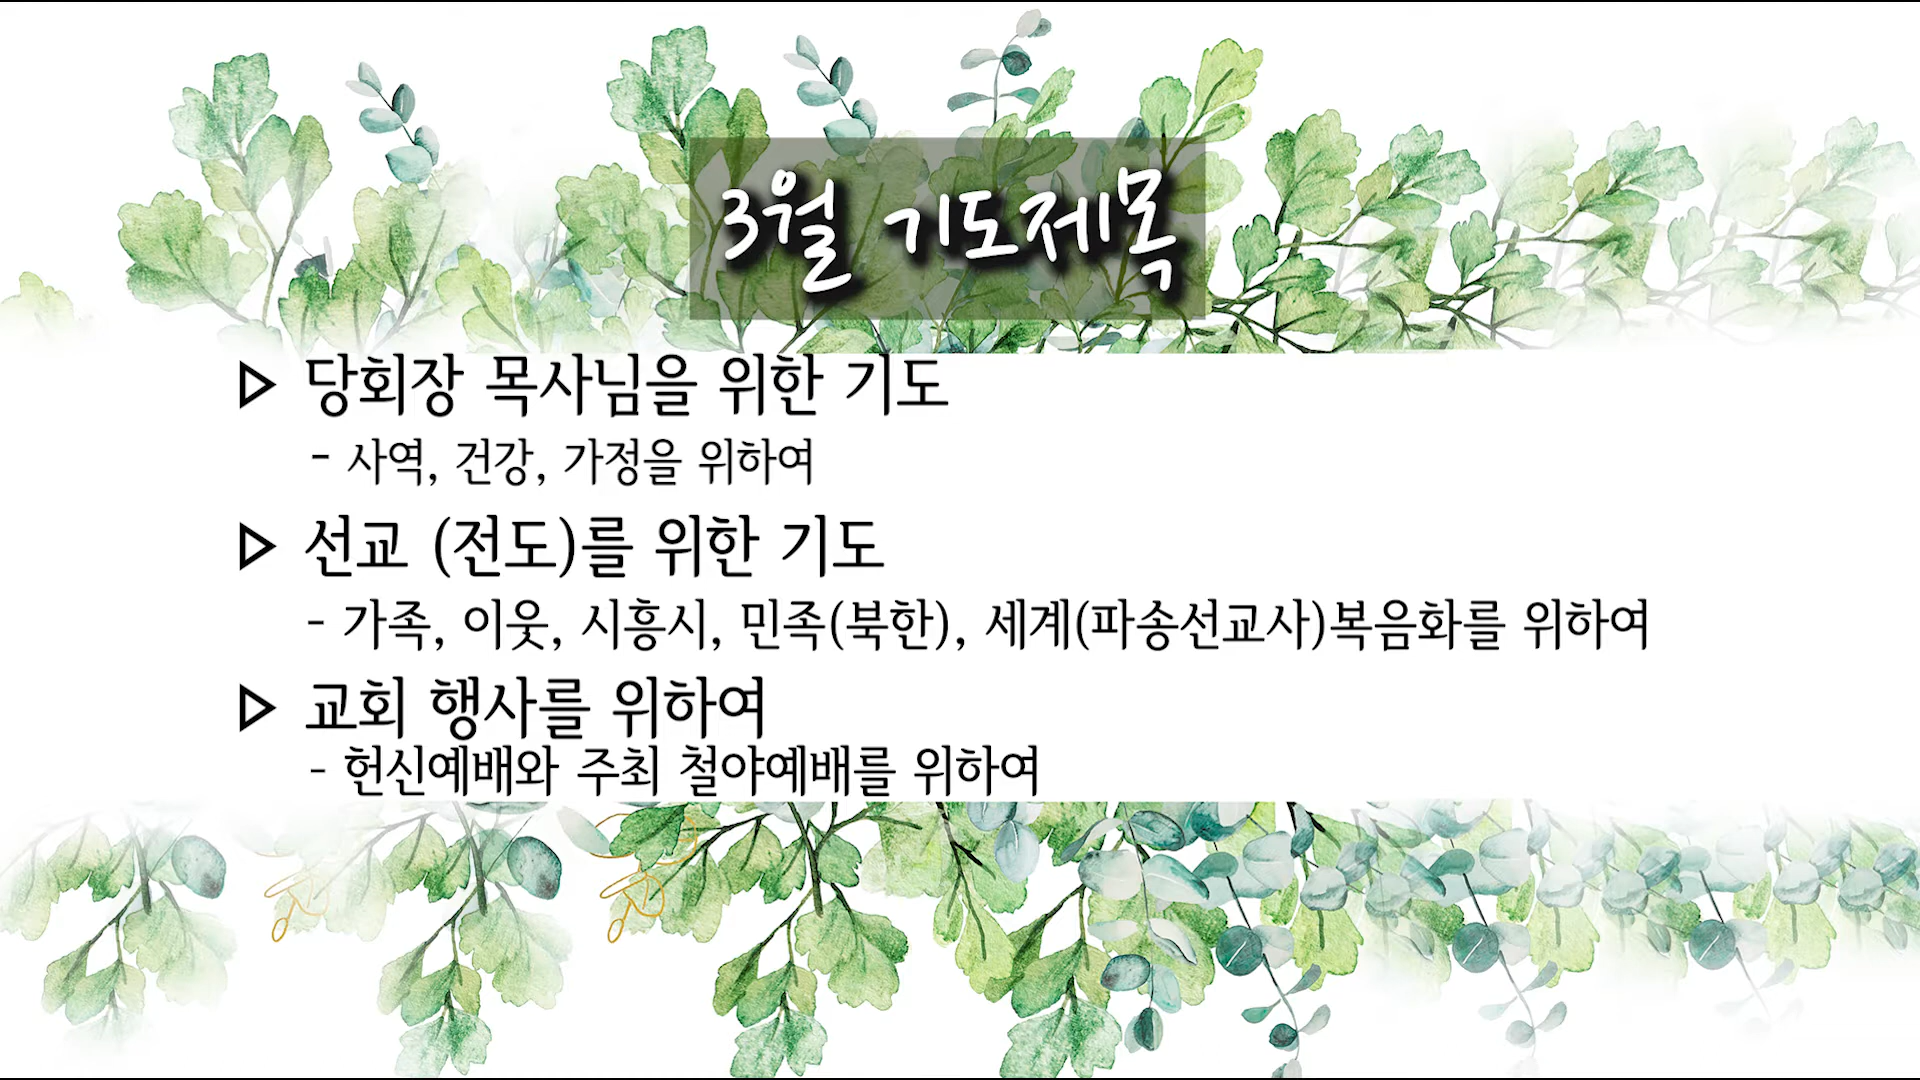 3월 기도제목
▷ 당회장 목사님을 위한 기도
- 사역, 건강, 가정을 위하여
▷ 선교 (전도)를 위한 기도
- 가족, 이웃, 시흥시, 민족(북한), 세계(파송선교사)복음화를 위하여
▷ 교회 행사를 위하여
- 헌신예배와 주최 철야예배를 위하여